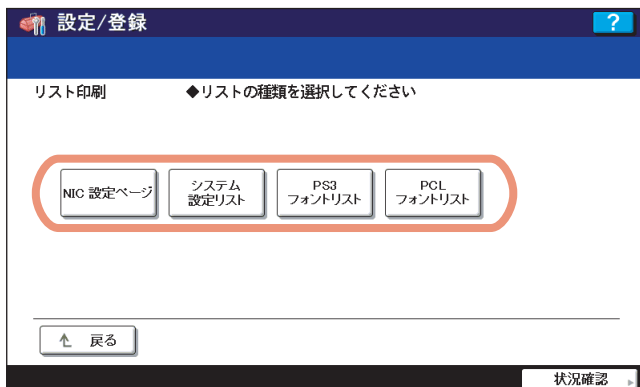 設定/登録
?
リスト印刷 ◆リストの種類を選択してください
NIC 設定ページ
システム
設定リスト
PS3
フォントリスト
PCL
フォントリスト
戻る
状況確認